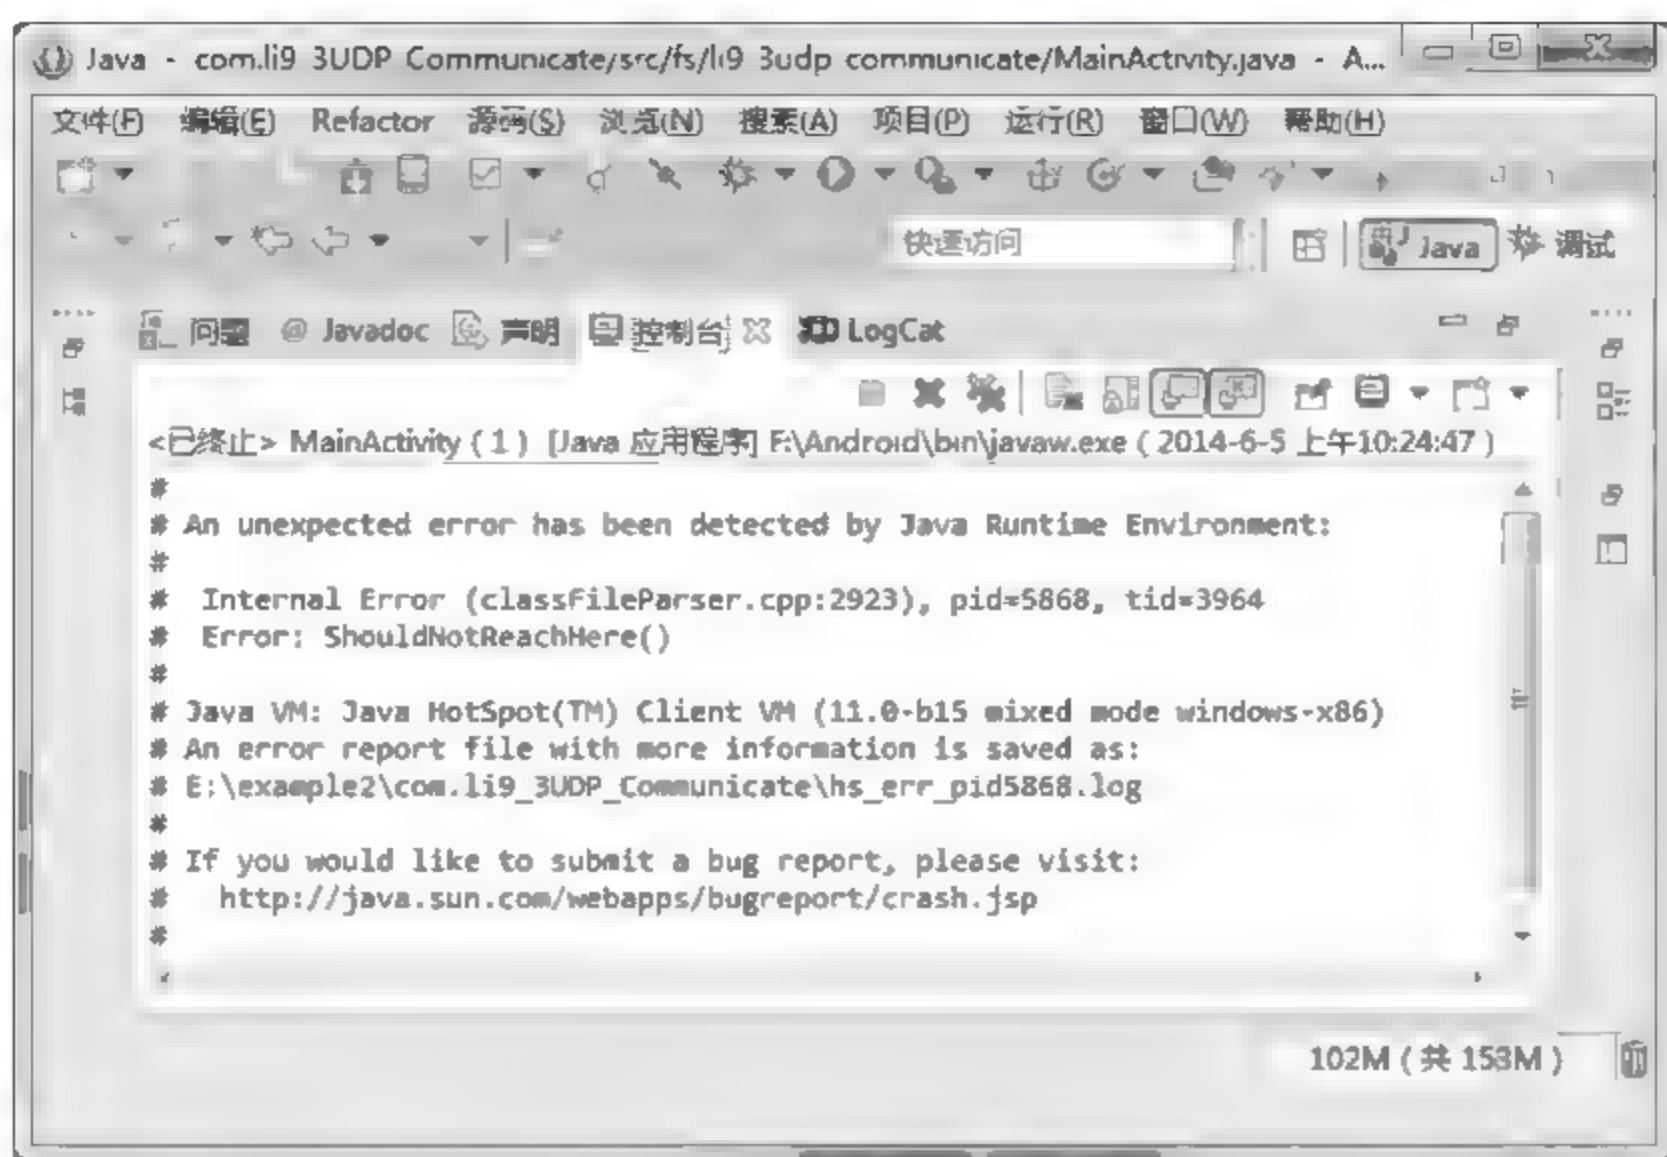 Java - com.li9 3UDP Communicate/src/fs/li9 3udp communicate/MainActivity.java - A...
文件(F) 编辑(E) Refactor 源码(S) 浏览(N) 搜索(A) 项目(P) 运行(R) 窗口(W) 帮助(H)
快速访问 Java 调试
问题 @ Javadoc 声明 控制台 LogCat
<已终止> MainActivity ( 1 ) [Java 应用程序] F:\Android\bin\javaw.exe ( 2014-6-5 上午10:24:47 )
#
# An unexpected error has been detected by Java Runtime Environment:
#
#  Internal Error (classFileParser.cpp:2923), pid=5868, tid=3964
#  Error: ShouldNotReachHere()
#
# Java VM: Java HotSpot(TM) Client VM (11.0-b15 mixed mode windows-x86)
# An error report file with more information is saved as:
# E:\example2\com.li9_3UDP_Communicate\hs_err_pid5868.log
#
# If you would like to submit a bug report, please visit:
#   http://java.sun.com/webapps/bugreport/crash.jsp
#
102M ( 共 153M )